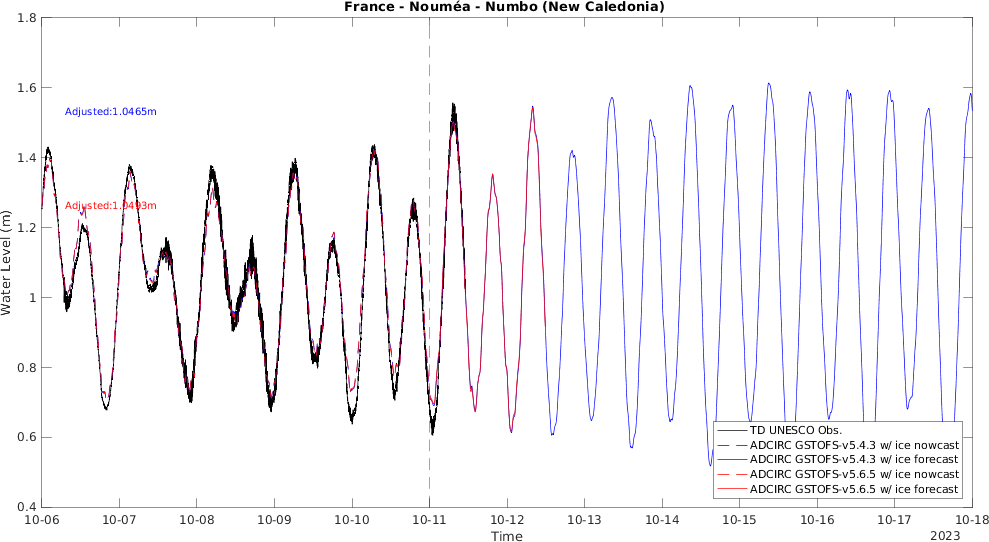 France - Nouméa - Numbo (New Caledonia)
1.8
1.6
1.4
1.2
1
0.8
0.6
0.4
Water Level (m)
Adjusted:1.0465m
Adjusted:1.0493m
TD UNESCO Obs.
ADCIRC GSTOFS-v5.4.3 w/ ice nowcast
ADCIRC GSTOFS-v5.4.3 w/ ice forecast
ADCIRC GSTOFS-v5.6.5 w/ ice nowcast
ADCIRC GSTOFS-v5.6.5 w/ ice forecast
10-06 10-07 10-08 10-09 10-10 10-11 10-12 10-13 10-14 10-15 10-16 10-17 10-18
Time
2023